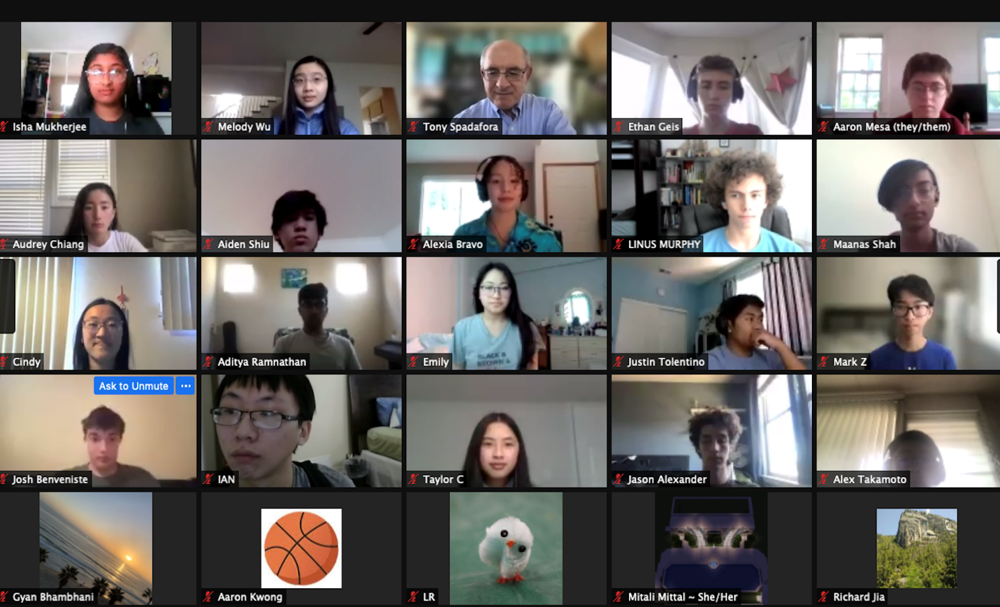 Isha Mukherjee
Melody Wu
Tony Spadafora
Ethan Geis
Aaron Mesa (they/them)
Audrey Chiang
Aiden Shiu
Alexia Bravo
LINUS MURPHY
Maanas Shah
Cindy
Aditya Ramnathan
BLACK &
BROWN &
Emily
Justin Tolentino
Mark Z
Ask to Unmute ...
Josh Benveniste
IAN
Taylor C
Jason Alexander
Alex Takamoto
Gyan Bhambhani
Aaron Kwong
LR
Mitali Mittal ~ She/Her
Richard Jia